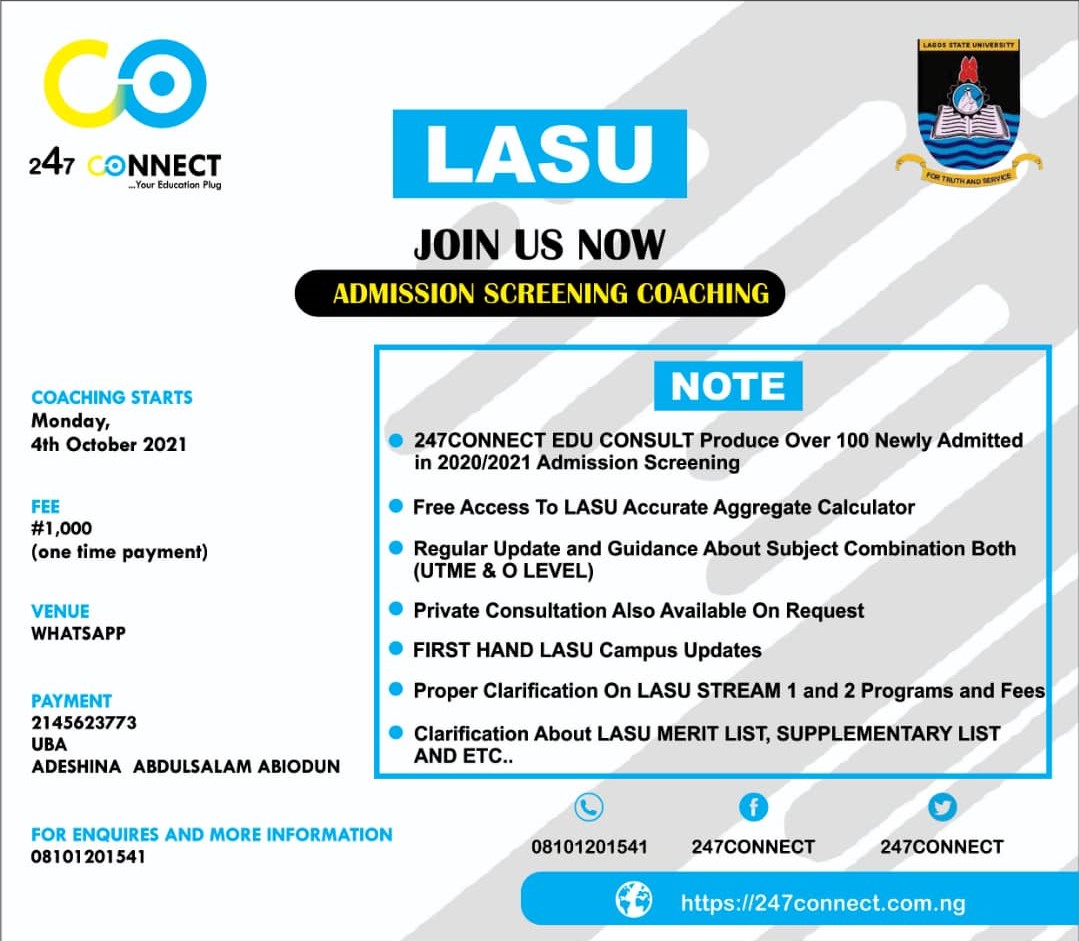 247 CONNECT
...Your Education Plug
LAGOS STATE UNIVERSITY
FOR TRUTH AND SERVICE
LASU
JOIN US NOW
ADMISSION SCREENING COACHING
COACHING STARTS
Monday,
4th October 2021
FEE
#1,000
(one time payment)
VENUE
WHATSAPP
PAYMENT
2145623773
UBA
ADESHINA ABDULSALAM ABIODUN
FOR ENQUIRES AND MORE INFORMATION
08101201541
NOTE
247CONNECT EDU CONSULT Produce Over 100 Newly Admitted
in 2020/2021 Admission Screening
Free Access To LASU Accurate Aggregate Calculator
Regular Update and Guidance About Subject Combination Both
(UTME & O LEVEL)
Private Consultation Also Available On Request
FIRST HAND LASU Campus Updates
Proper Clarification On LASU STREAM 1 and 2 Programs and Fees
Clarification About LASU MERIT LIST, SUPPLEMENTARY LIST
AND ETC..
08101201541
247CONNECT
247CONNECT
https://247connect.com.ng